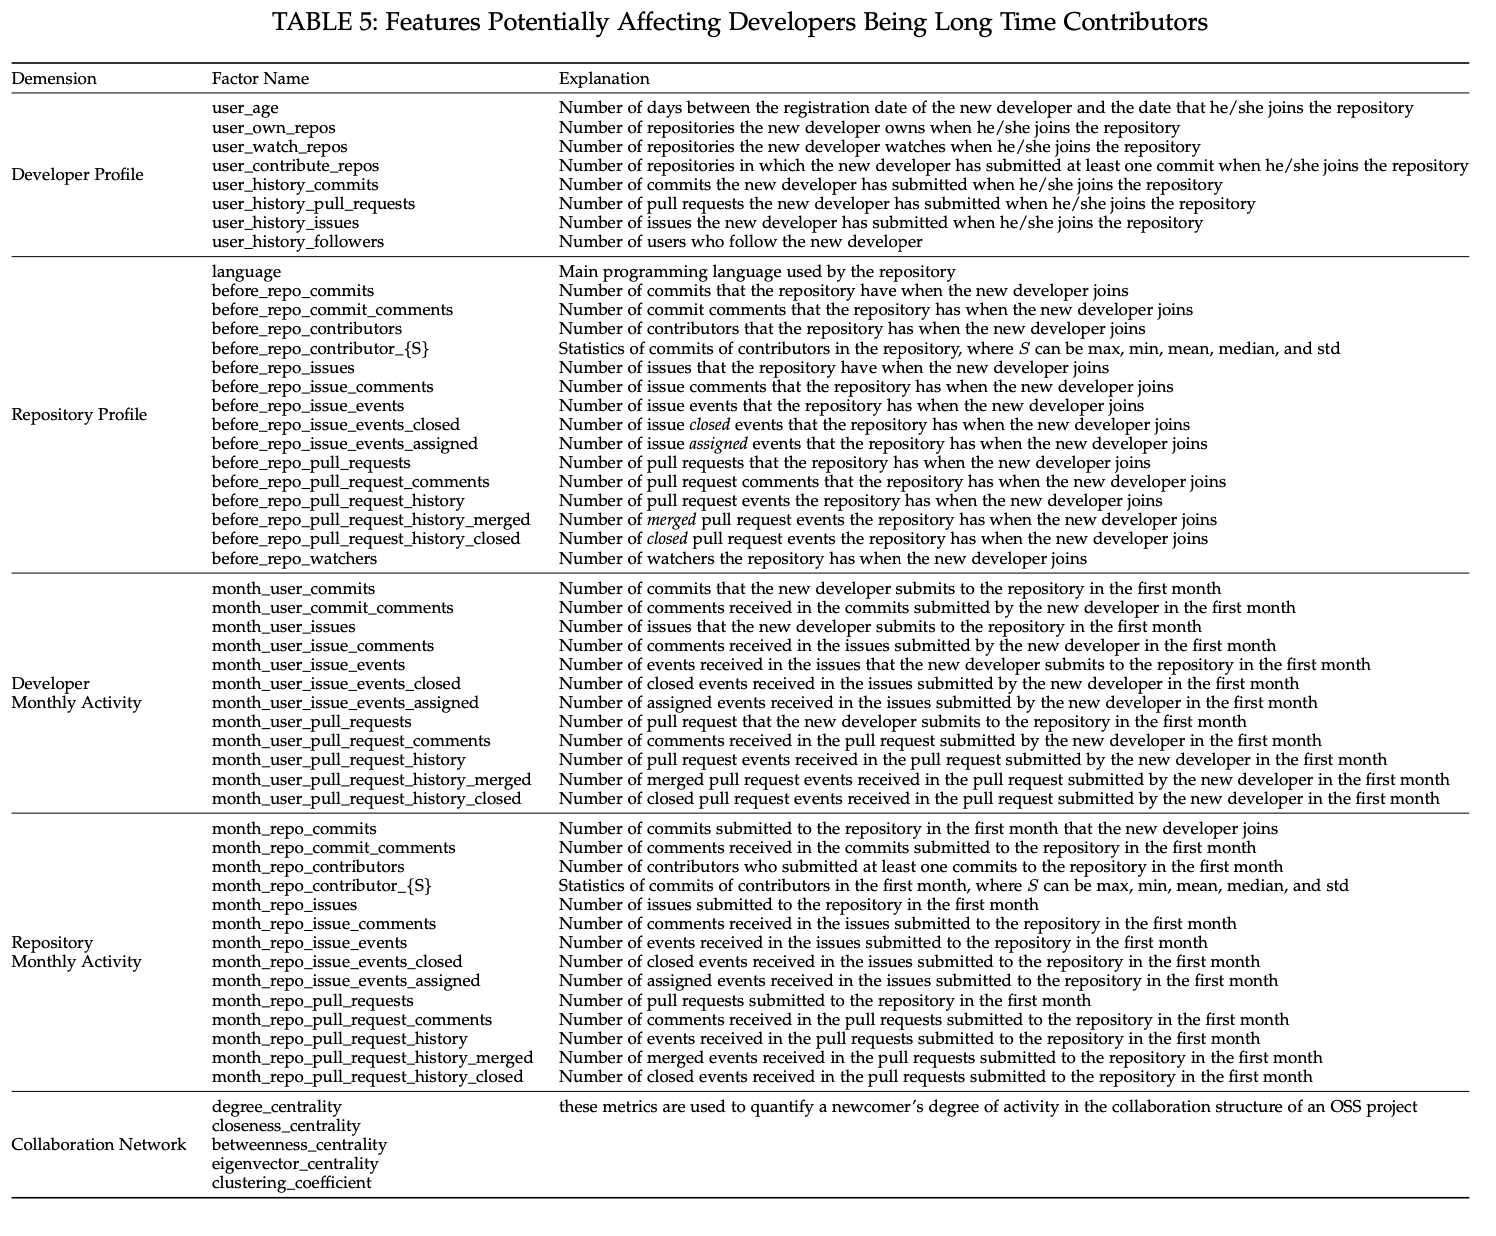 TABLE 5: Features Potentially Affecting Developers Being Long Time Contributors
Demension Factor Name Explanation
user_age Number of days between the registration date of the new developer and the date that he/she joins the repository
user_own_repos Number of repositories the new developer owns when he/she joins the repository
user_watch_repos Number of repositories the new developer watches when he/she joins the repository
user_contribute_repos Number of repositories in which the new developer has submitted at least one commit when he/she joins the repository
Developer Profile
user_history_commits Number of commits the new developer has submitted when he/she joins the repository
user_history_pull_requests Number of pull requests the new developer has submitted when he/she joins the repository
user_history_issues Number of issues the new developer has submitted when he/she joins the repository
user_history_followers Number of users who follow the new developer
language Main programming language used by the repository
before_repo_commits Number of commits that the repository have when the new developer joins
before_repo_commit_comments Number of commit comments that the repository has when the new developer joins
before_repo_contributors Number of contributors that the repository has when the new developer joins
before_repo_contributor_{S} Statistics of commits of contributors in the repository, where S can be max, min, mean, median, and std
before_repo_issues Number of issues that the repository have when the new developer joins
before_repo_issue_comments Number of issue comments that the repository has when the new developer joins
before_repo_issue_events Number of issue events that the repository has when the new developer joins
Repository Profile
before_repo_issue_events_closed Number of issue closed events that the repository has when the new developer joins
before_repo_issue_events_assigned Number of issue assigned events that the repository has when the new developer joins
before_repo_pull_requests Number of pull requests that the repository has when the new developer joins
before_repo_pull_request_comments Number of pull request comments that the repository has when the new developer joins
before_repo_pull_request_history Number of pull request events the repository has when the new developer joins
before_repo_pull_request_history_merged Number of merged pull request events the repository has when the new developer joins
before_repo_pull_request_history_closed Number of closed pull request events the repository has when the new developer joins
before_repo_watchers Number of watchers the repository has when the new developer joins
month_user_commits Number of commits that the new developer submits to the repository in the first month
month_user_commit_comments Number of comments received in the commits submitted by the new developer in the first month
month_user_issues Number of issues that the new developer submits to the repository in the first month
month_user_issue_comments Number of comments received in the issues submitted by the new developer in the first month
month_user_issue_events Number of events received in the issues that the new developer submits to the repository in the first month
Developer month_user_issue_events_closed Number of closed events received in the issues submitted by the new developer in the first month
Monthly Activity month_user_issue_events_assigned Number of assigned events received in the issues submitted by the new developer in the first month
month_user_pull_requests Number of pull request that the new developer submits to the repository in the first month
month_user_pull_request_comments Number of comments received in the pull request submitted by the new developer in the first month
month_user_pull_request_history Number of pull request events received in the pull request submitted by the new developer in the first month
month_user_pull_request_history_merged Number of merged pull request events received in the pull request submitted by the new developer in the first month
month_user_pull_request_history_closed Number of closed pull request events received in the pull request submitted by the new developer in the first month
month_repo_commits Number of commits submitted to the repository in the first month that the new developer joins
month_repo_commit_comments Number of comments received in the commits submitted to the repository in the first month
month_repo_contributors Number of contributors who submitted at least one commits to the repository in the first month
month_repo_contributor_{S} Statistics of commits of contributors in the first month, where S can be max, min, mean, median, and std
month_repo_issues Number of issues submitted to the repository in the first month
month_repo_issue_comments Number of comments received in the issues submitted to the repository in the first month
Repository month_repo_issue_events Number of events received in the issues submitted to the repository in the first month
Monthly Activity month_repo_issue_events_closed Number of closed events received in the issues submitted to the repository in the first month
month_repo_issue_events_assigned Number of assigned events received in the issues submitted to the repository in the first month
month_repo_pull_requests Number of pull requests submitted to the repository in the first month
month_repo_pull_request_comments Number of comments received in the pull requests submitted to the repository in the first month
month_repo_pull_request_history Number of events received in the pull requests submitted to the repository in the first month
month_repo_pull_request_history_merged Number of merged events received in the pull requests submitted to the repository in the first month
month_repo_pull_request_history_closed Number of closed events received in the pull requests submitted to the repository in the first month
degree_centrality these metrics are used to quantify a newcomer's degree of activity in the collaboration structure of an OSS project
closeness_centrality
Collaboration Network betweenness_centrality
eigenvector_centrality
clustering_coefficient